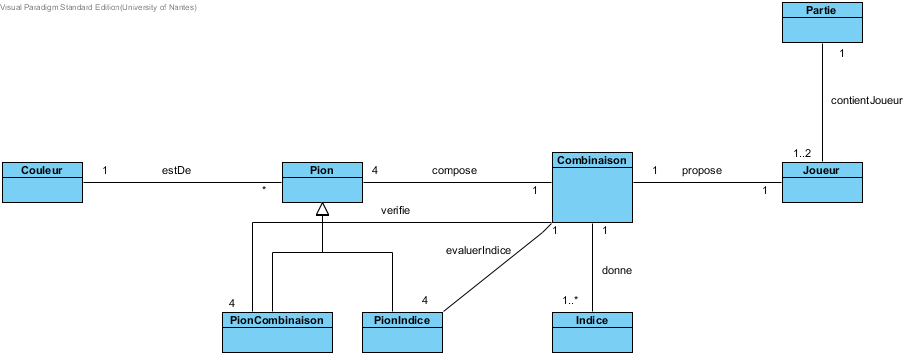 Visual Paradigm Standard Edition(University of Nantes)
Partie
1
contientJoueur
1..2
Combinaison
Couleur
1
estDe
*
Pion
4
compose
1
1
propose
1
Joueur
verifie
1
1
evaluerIndice
donne
4
4
1..*
PionCombinaison
PionIndice
Indice